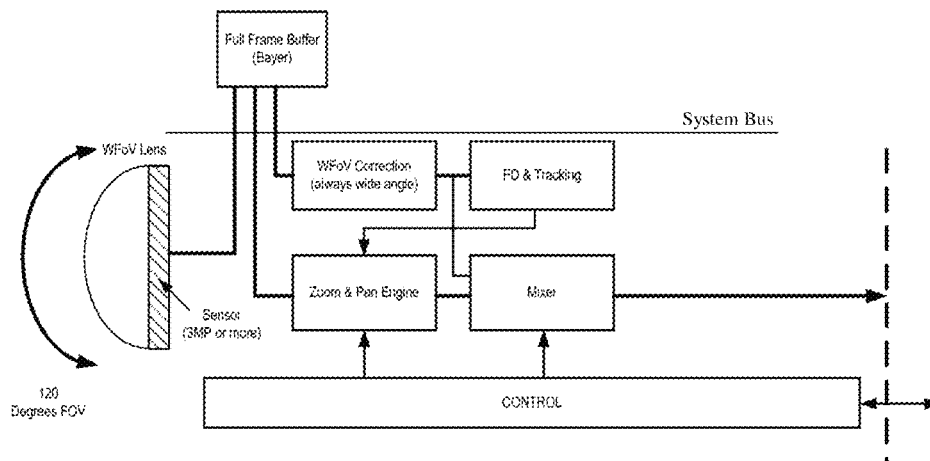 Full Frame Buffer
(Bayer)
System Bus
WFoV Lens
WFoV Correction
(always wide angle)
FD & Tracking
Zoom & Pan Engine
Mixer
Sensor
(3MP or more)
120
Degrees FOV
CONTROL